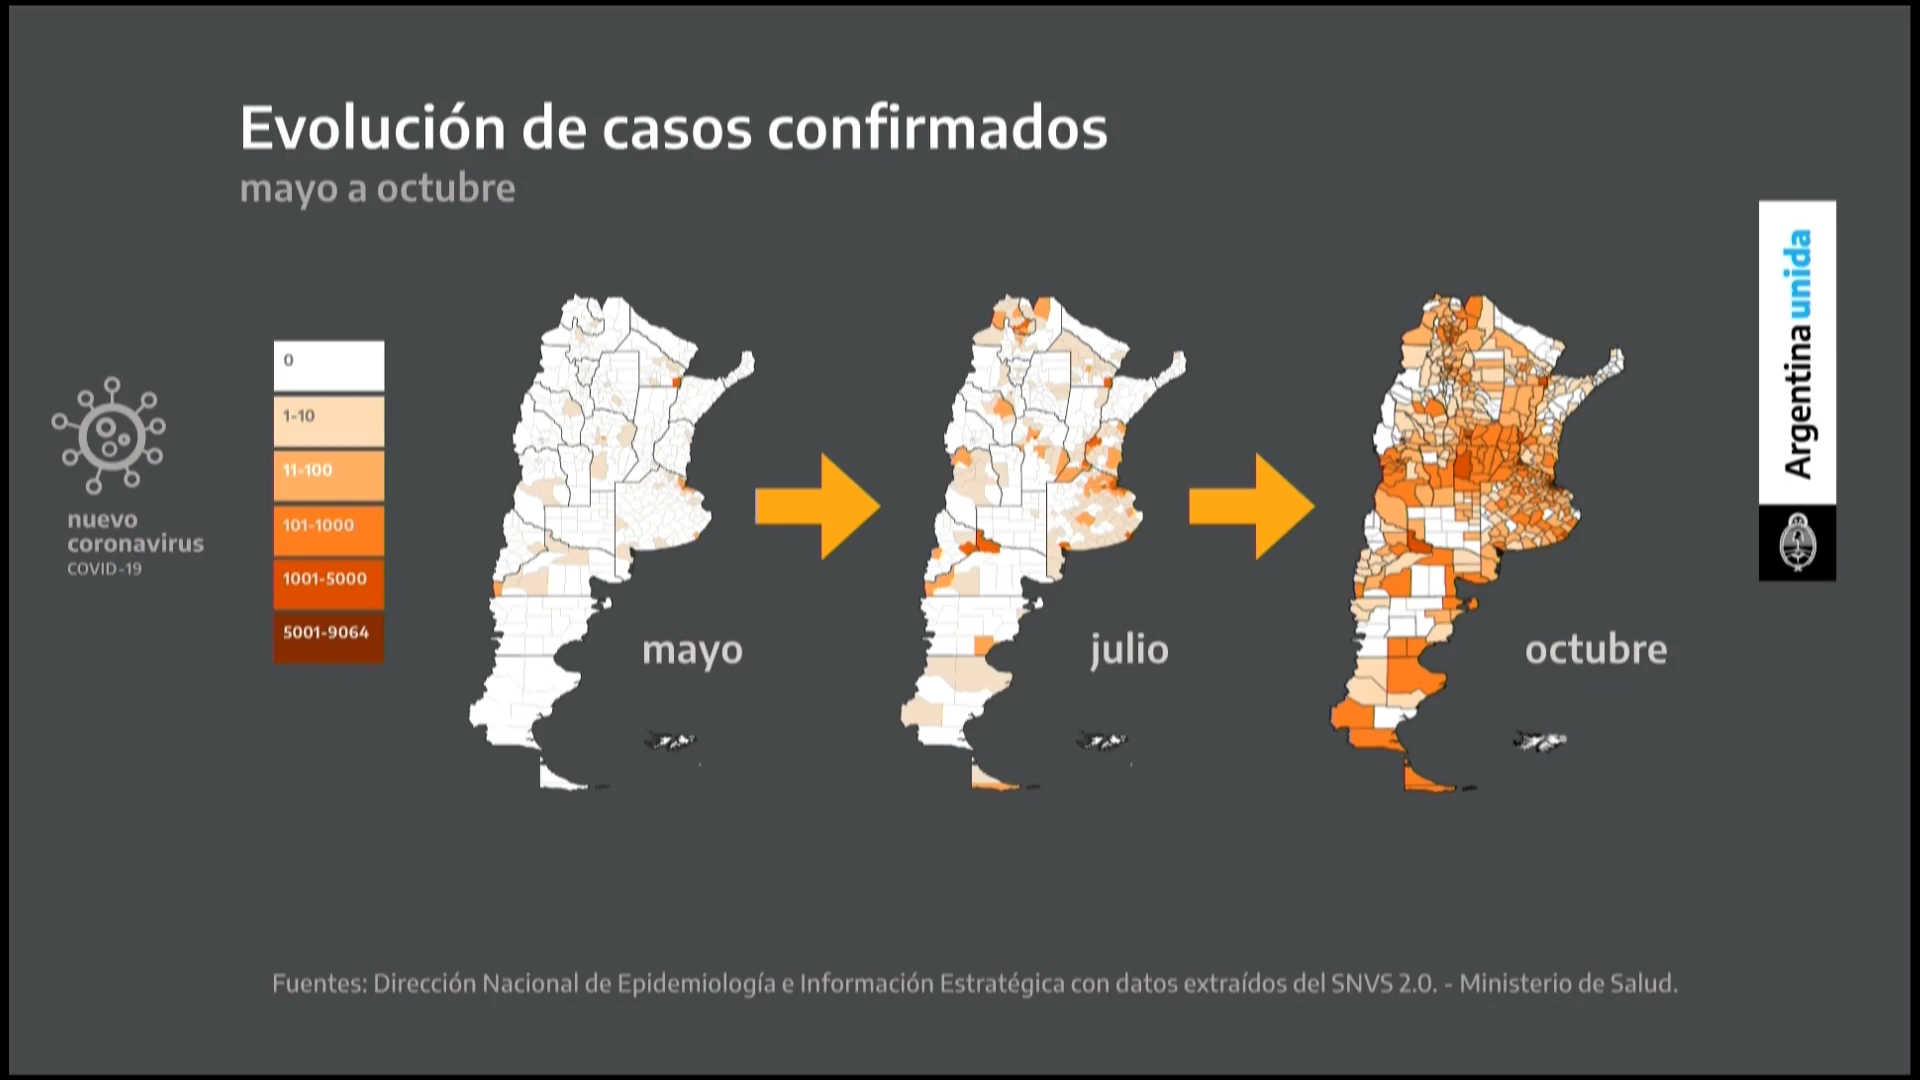 Evolución de casos confirmados
mayo a octubre
0
1-10
11-100
101-1000
1001-5000
5001-9064
nuevo
coronavirus
COVID-19
mayo
julio
octubre
Argentina unida
Fuentes: Dirección Nacional de Epidemiología e Información Estratégica con datos extraídos del SNVS 2.0. - Ministerio de Salud.